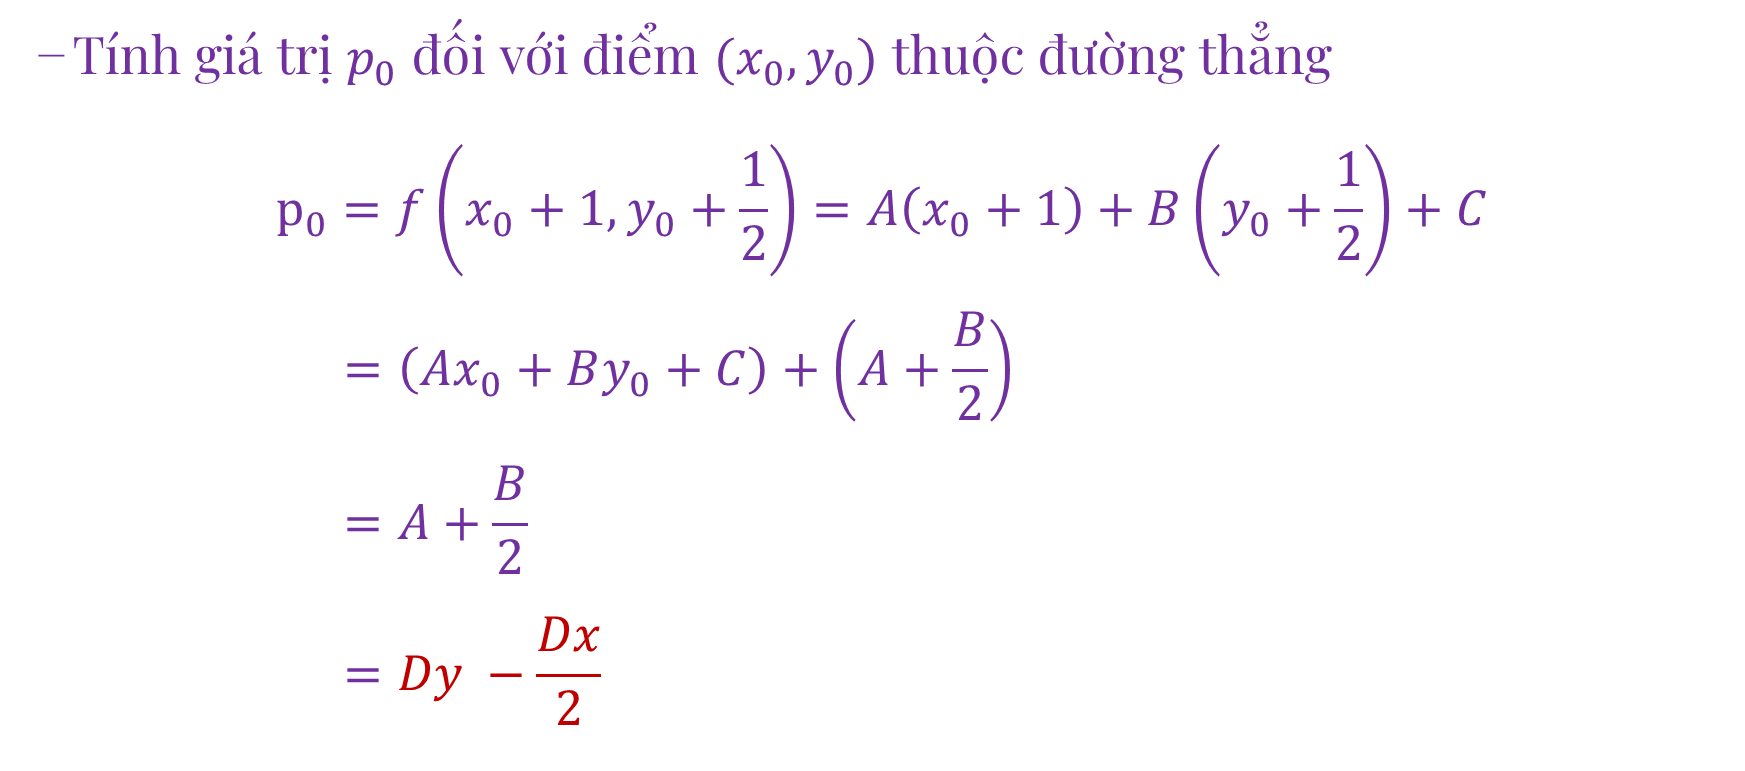 – Tính giá trị p₀ đối với điểm (x₀, y₀) thuộc đường thẳng
p₀ = f(x₀ + 1, y₀ + 1/2) = A(x₀ + 1) + B(y₀ + 1/2) + C
= (Ax₀ + By₀ + C) + (A + B/2)
= A + B/2
= Dy − Dx/2